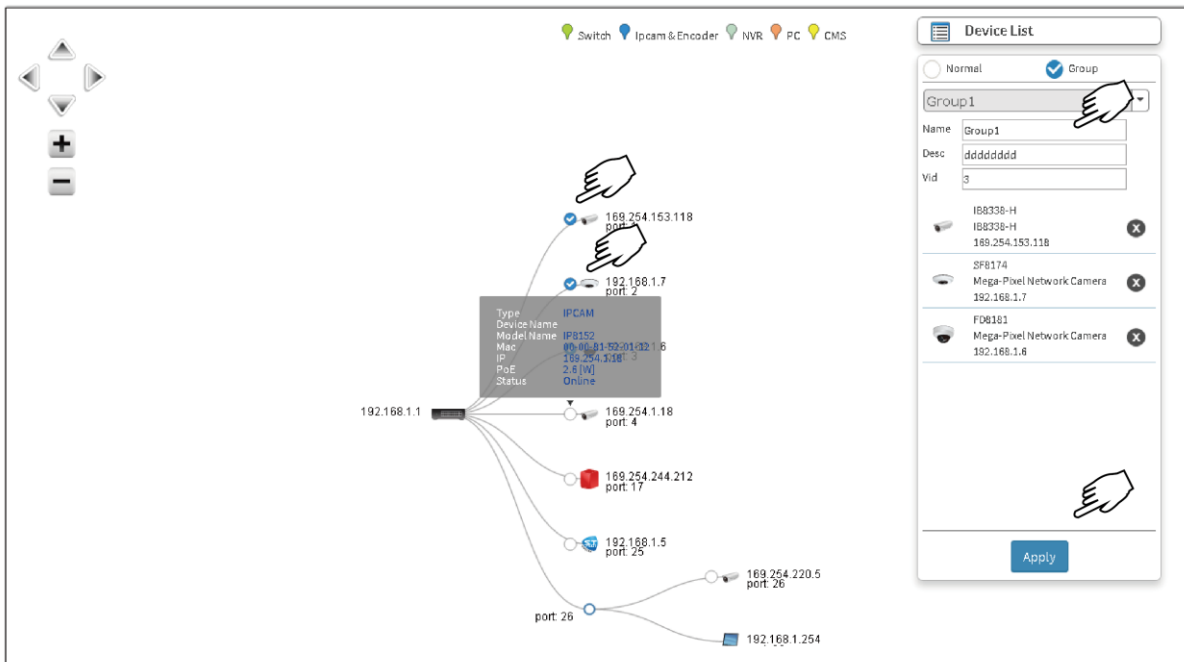 Switch Ipcam & Encoder NVR PC CMS
Device List
Normal Group
Group1
Name Group1
Desc dddddddd
Vid 3
IB8338-H
IB8338-H
169.254.153.118
SF8174
Mega-Pixel Network Camera
192.168.1.7
FD8181
Mega-Pixel Network Camera
192.168.1.6
Apply
169.254.153.118
port:
192.168.1.7
port: 2
Type IPCAM
Device Name
Model Name IP8152
Mac
IP 169.254.1.18
PoE 2.6 [W]
Status Online
192.168.1.1
169.254.1.18
port: 4
169.254.244.212
port: 17
192.168.1.5
port: 25
169.254.220.5
port: 26
port: 26
192.168.1.254